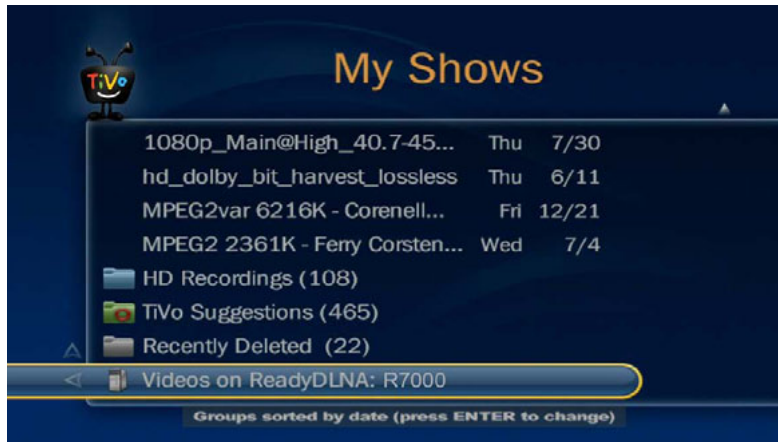 TiVo
My Shows
1080p_Main@High_40.7-45... Thu 7/30
hd_dolby_bit_harvest_lossless Thu 6/11
MPEG2var 6216K - Corenell... Fri 12/21
MPEG2 2361K - Ferry Corsten... Wed 7/4
HD Recordings (108)
TiVo Suggestions (465)
Recently Deleted (22)
Videos on ReadyDLNA: R7000
Groups sorted by date (press ENTER to change)